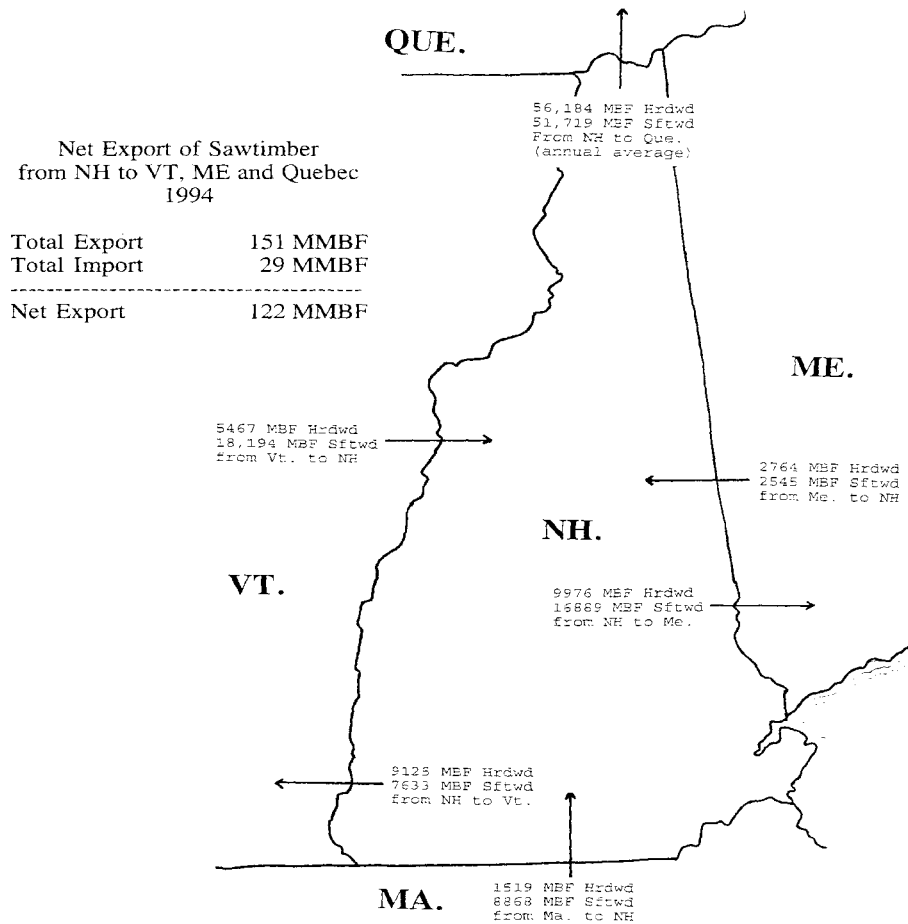 QUE.
56,184 MBF Hrdwd
51,719 MBF Sftwd
From NH to Que.
(annual average)
Net Export of Sawtimber
from NH to VT, ME and Quebec
1994
Total Export 151 MMBF
Total Import 29 MMBF
Net Export 122 MMBF
ME.
5467 MBF Hrdwd
18,194 MBF Sftwd
from Vt. to NH
2764 MBF Hrdwd
2545 MBF Sftwd
from Me. to NH
NH.
VT.
9976 MBF Hrdwd
16889 MBF Sftwd
from NH to Me.
9125 MBF Hrdwd
7633 MBF Sftwd
from NH to Vt.
MA.
1519 MBF Hrdwd
8868 MBF Sftwd
from Ma. to NH